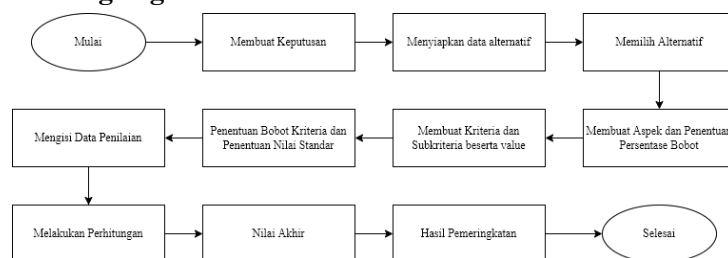 Mulai
Membuat Keputusan
Menyiapkan data alternatif
Memilih Alternatif
Mengisi Data Penilaian
Penentuan Bobot Kriteria dan
Penentuan Nilai Standar
Membuat Kriteria dan
Subkriteria beserta value
Membuat Aspek dan Penentuan
Persentase Bobot
Melakukan Perhitungan
Nilai Akhir
Hasil Pemeringkatan
Selesai